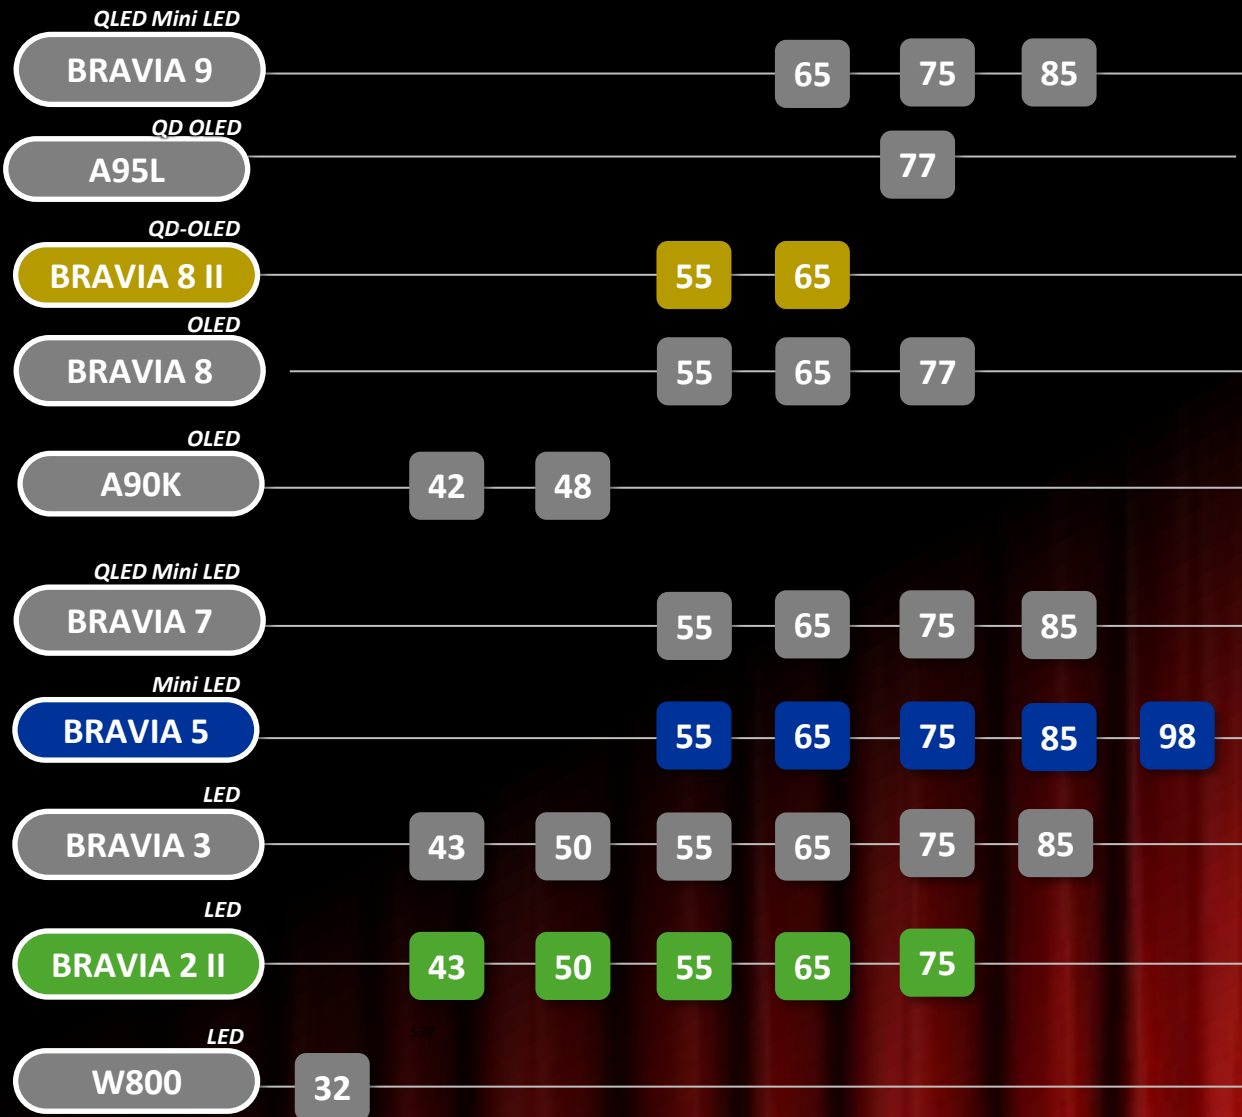 QLED Mini LED
BRAVIA 9 65 75 85
QD OLED
A95L 77
QD-OLED
BRAVIA 8 II 55 65
OLED
BRAVIA 8 55 65 77
OLED
A90K 42 48
QLED Mini LED
BRAVIA 7 55 65 75 85
Mini LED
BRAVIA 5 55 65 75 85 98
LED
BRAVIA 3 43 50 55 65 75 85
LED
BRAVIA 2 II 43 50 55 65 75
S39
LED
W800 32